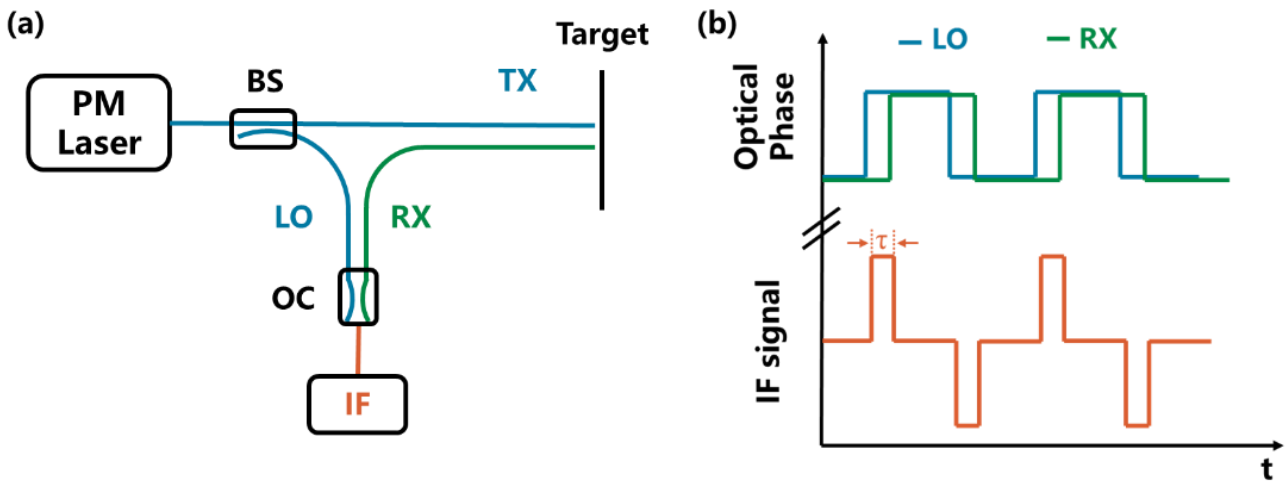 (a)
Target
BS
TX
PM
Laser
LO
RX
OC
IF
(b)
LO
RX
Optical
Phase
τ
IF signal
t